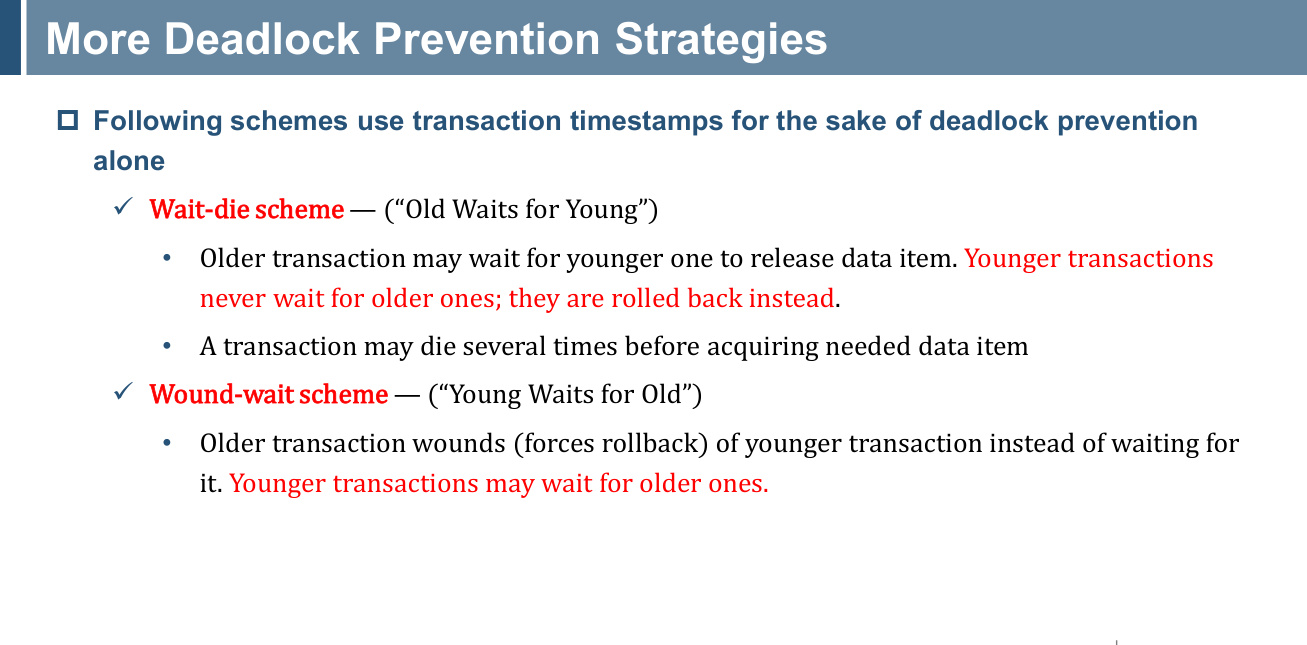 More Deadlock Prevention Strategies
Following schemes use transaction timestamps for the sake of deadlock prevention
alone
✓ Wait-die scheme — (“Old Waits for Young”)
• Older transaction may wait for younger one to release data item. Younger transactions
never wait for older ones; they are rolled back instead.
• A transaction may die several times before acquiring needed data item
✓ Wound-wait scheme — (“Young Waits for Old”)
• Older transaction wounds (forces rollback) of younger transaction instead of waiting for
it. Younger transactions may wait for older ones.